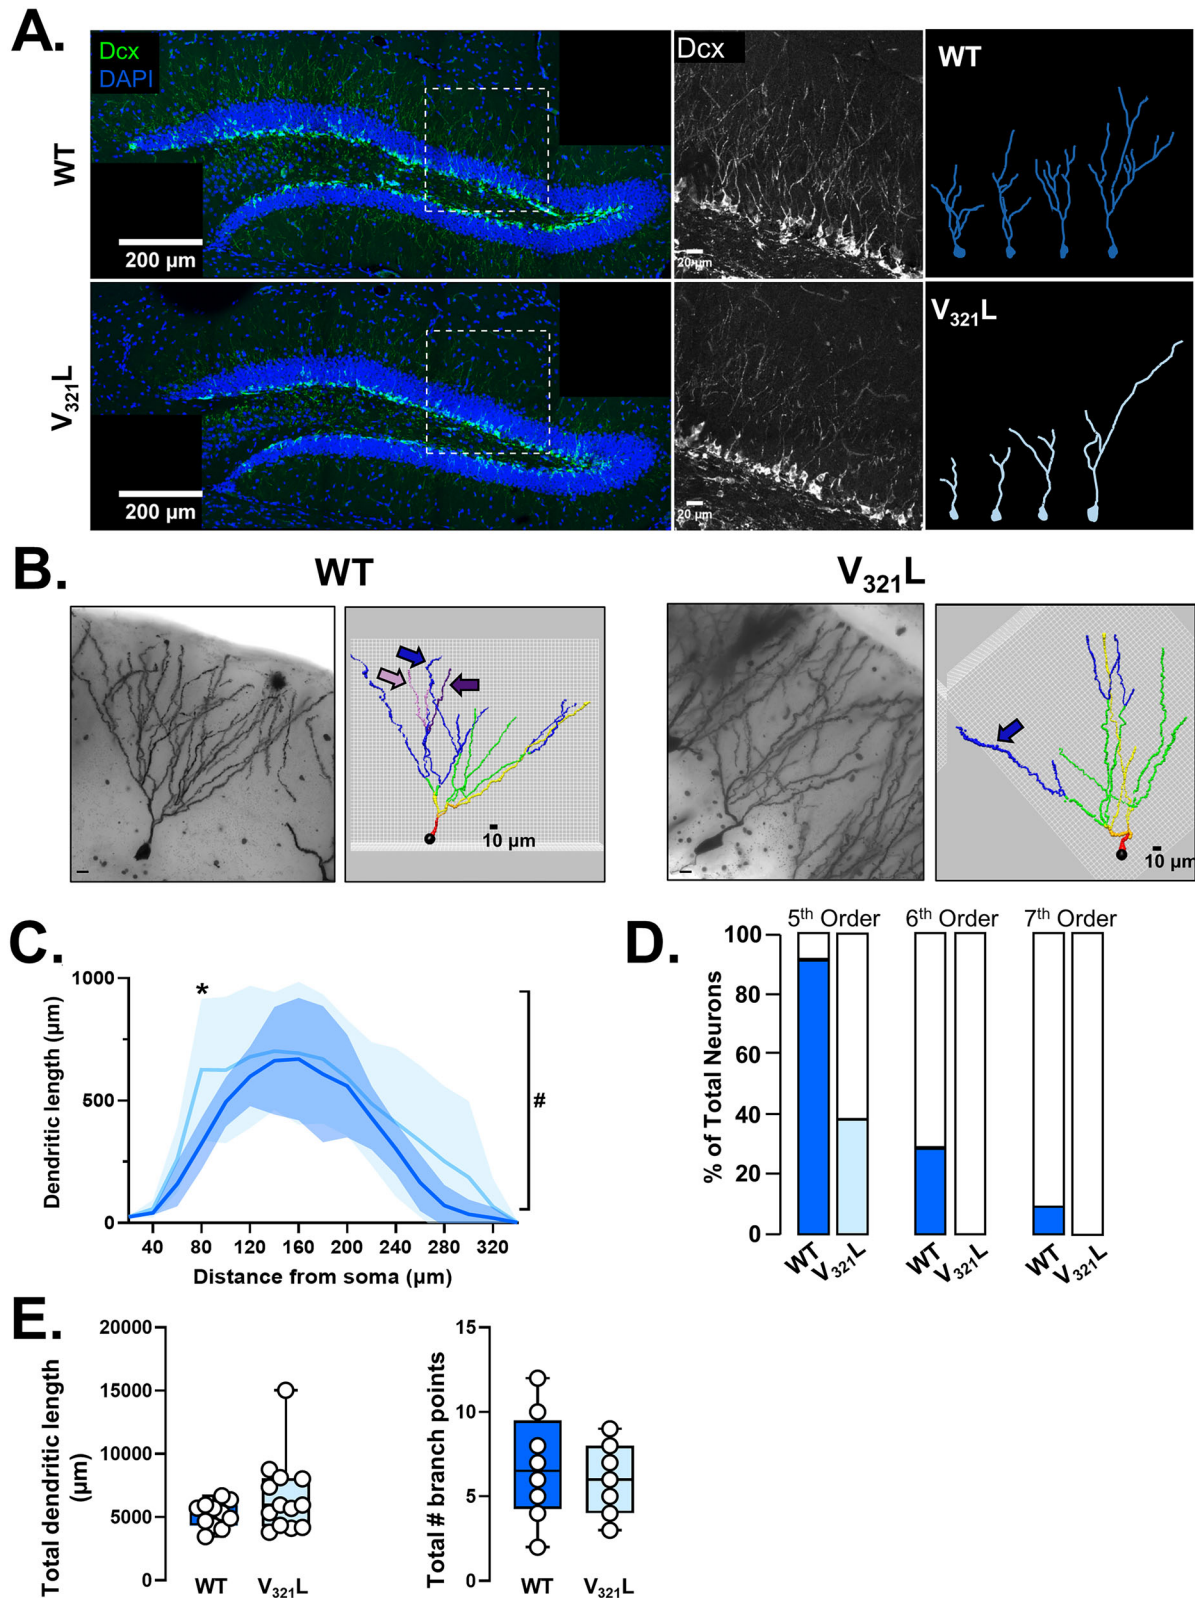 A.
Dcx
DAPI
WT
200 µm
Dcx
20 µm
WT
V321L
200 µm
20 µm
V321L
B.
WT
V321L
10 µm
10 µm
C.
Dendritic length (µm)
1000
500
0
*
#
40 80 120 160 200 240 280 320
Distance from soma (µm)
D.
% of Total Neurons
5th Order 6th Order 7th Order
100
80
60
40
20
0
WT V321L WT V321L WT V321L
E.
Total dendritic length
(µm)
20000
15000
10000
5000
0
WT V321L
Total # branch points
15
10
5
0
WT V321L